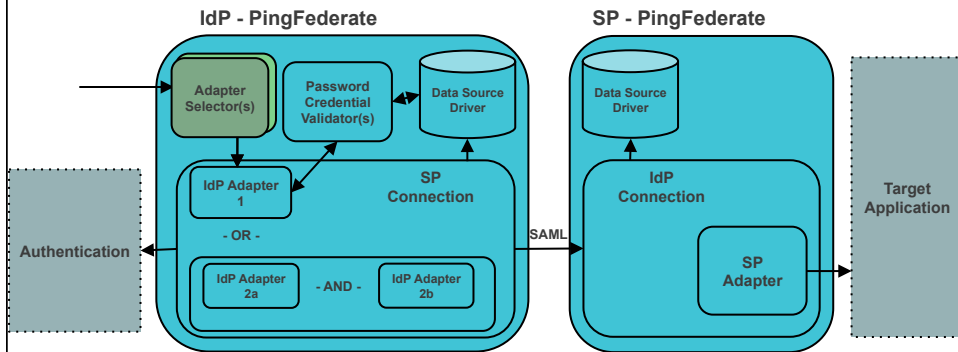 IdP - PingFederate
SP - PingFederate
Adapter
Selector(s)
Password
Credential
Validator(s)
Data Source
Driver
Data Source
Driver
IdP Adapter
1
SP
Connection
IdP
Connection
Target
Application
Authentication
- OR -
SAML
IdP Adapter
2a
- AND -
IdP Adapter
2b
SP
Adapter